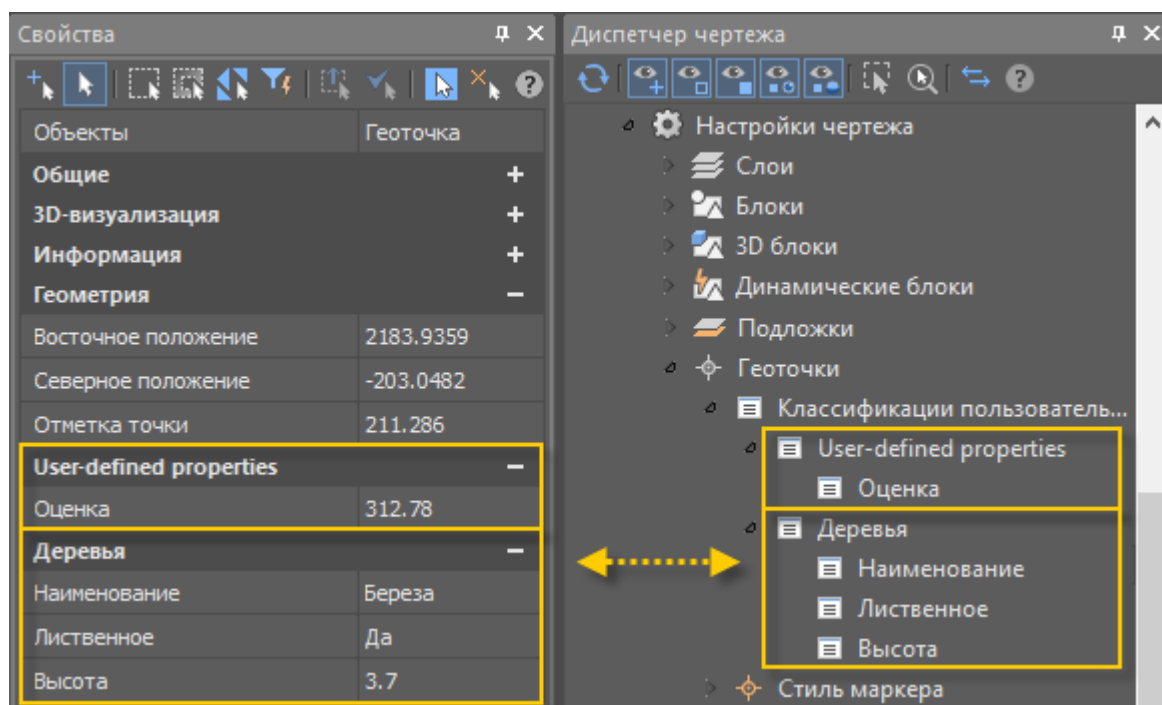 Свойства
Объекты Геоточка
Общие
3D-визуализация
Информация
Геометрия
Восточное положение 2183.9359
Северное положение -203.0482
Отметка точки 211.286
User-defined properties
Оценка 312.78
Деревья
Наименование Береза
Лиственное Да
Высота 3.7
Диспетчер чертежа
Настройки чертежа
Слои
Блоки
3D блоки
Динамические блоки
Подложки
Геоточки
Классификации пользователь...
User-defined properties
Оценка
Деревья
Наименование
Лиственное
Высота
Стиль маркера